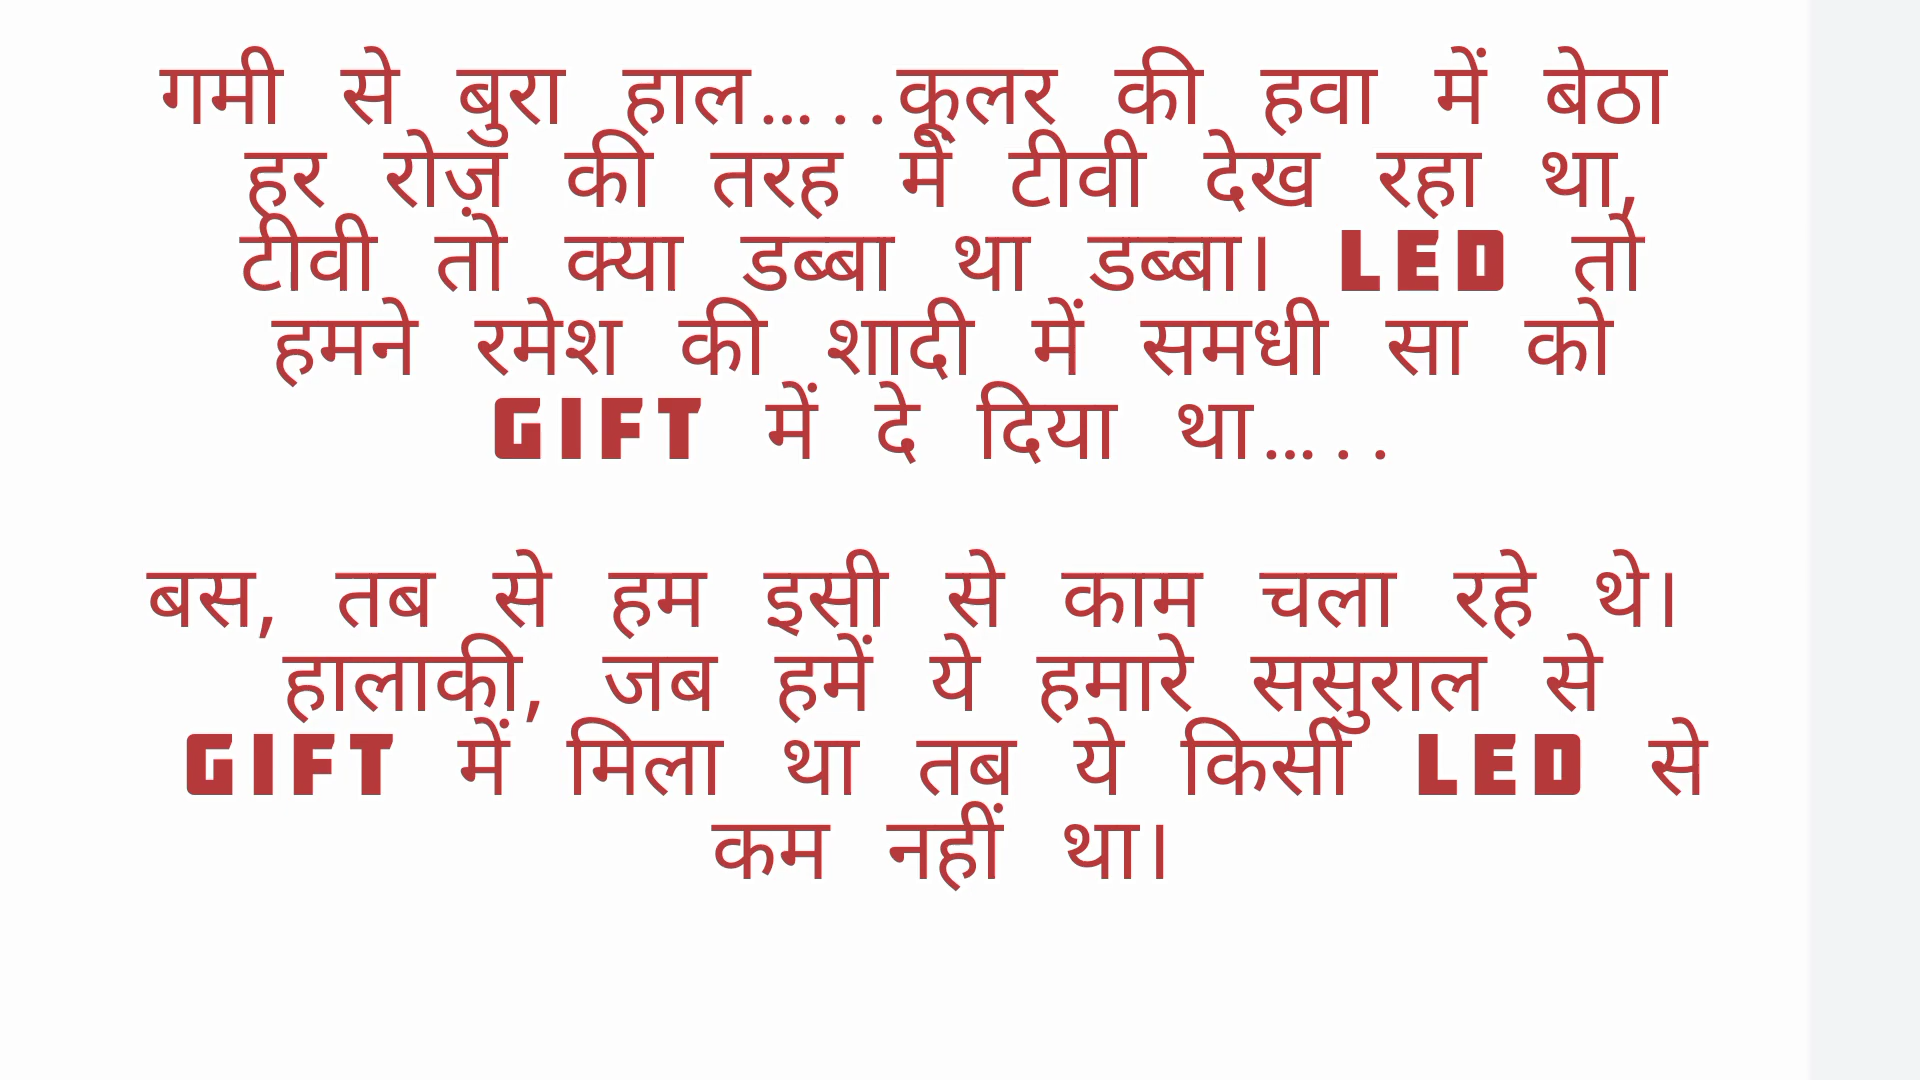 गमी से बुरा हाल.....कूलर की हवा में बेठा
हर रोज़ की तरह में टीवी देख रहा था,
टीवी तो क्या डब्बा था डब्बा। LED तो
हमने रमेश की शादी में समधी सा को
GIFT में दे दिया था.....
बस, तब से हम इसी से काम चला रहे थे।
हालाकी, जब हमें ये हमारे ससुराल से
GIFT में मिला था तब ये किसी LED से
कम नहीं था।